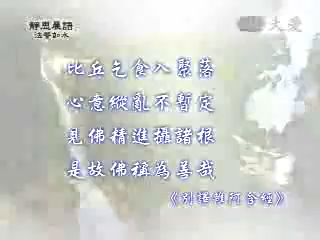 靜思晨語
法譬如水
大愛
比丘乞食入聚落
心意縱亂不暫定
見佛精進攝諸根
是故佛稱為善哉
《別譯雜阿含經》